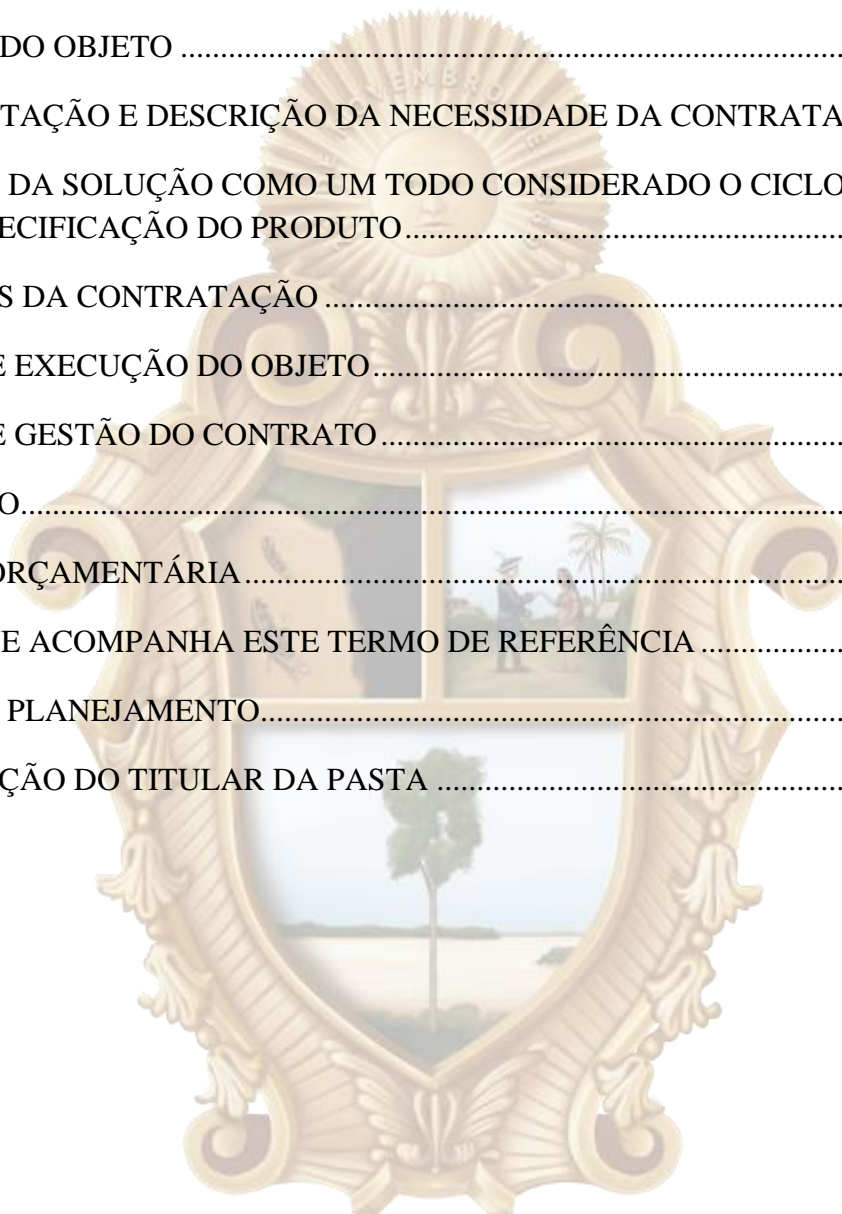 DO OBJETO ..............................................................................
TAÇÃO E DESCRIÇÃO DA NECESSIDADE DA CONTRATA
DA SOLUÇÃO COMO UM TODO CONSIDERADO O CICLO
PECIFICAÇÃO DO PRODUTO..................................................
S DA CONTRATAÇÃO ............................................................
E EXECUÇÃO DO OBJETO......................................................
E GESTÃO DO CONTRATO.....................................................
O................................................................................................
ORÇAMENTÁRIA......................................................................
E ACOMPANHA ESTE TERMO DE REFERÊNCIA .................
PLANEJAMENTO....................................................................
ÇÃO DO TITULAR DA PASTA ...............................................